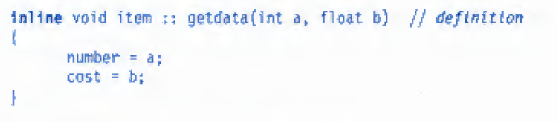 inline void item :: getdata(int a, float b) // definition
{
number = a;
cost = b;
}